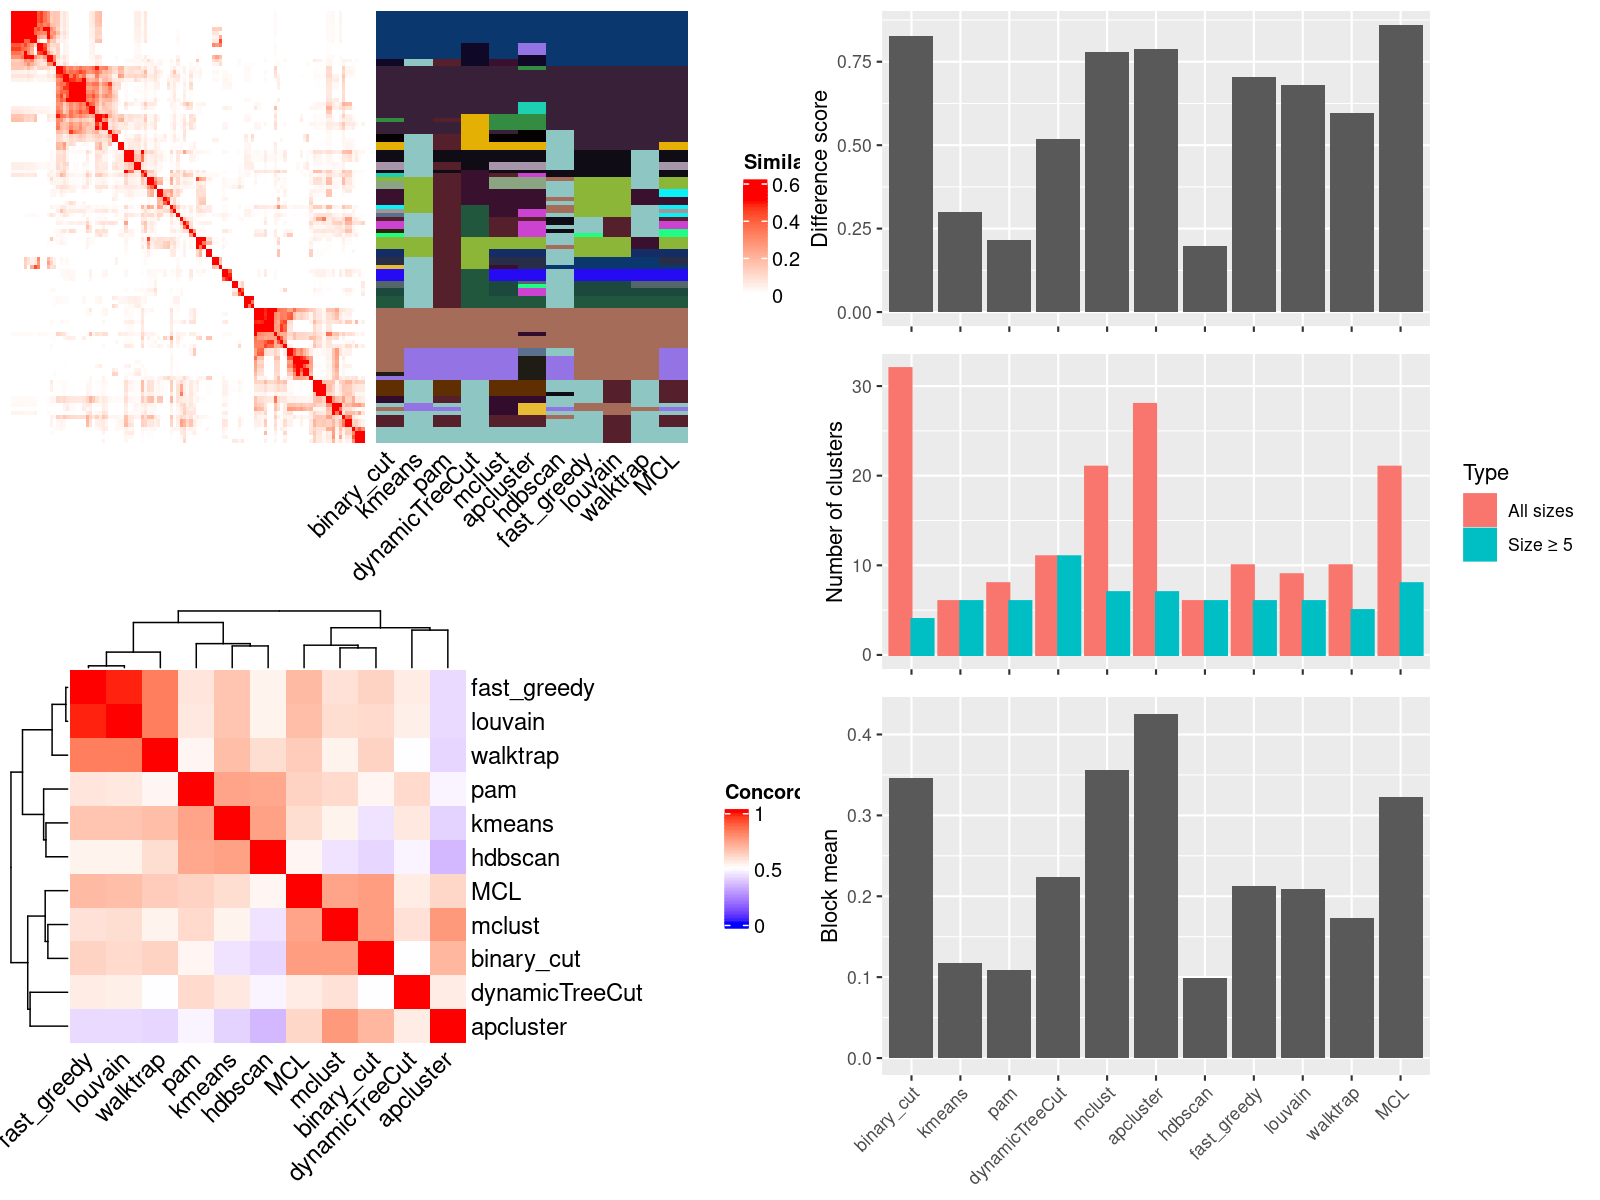 Simila
0.6
0.4
0.2
0
binary_cut
kmeans
pam
dynamicTreeCut
mclust
apcluster
hdbscan
fast_greedy
louvain
walktrap
MCL
fast_greedy
louvain
walktrap
pam
kmeans
hdbscan
MCL
mclust
binary_cut
dynamicTreeCut
apcluster
Concord
1
0.5
0
fast_greedy
louvain
walktrap
pam
kmeans
hdbscan
MCL
mclust
binary_cut
dynamicTreeCut
apcluster
Difference score
0.75
0.50
0.25
0.00
Number of clusters
30
20
10
0
Type
All sizes
Size ≥ 5
Block mean
0.4
0.3
0.2
0.1
0.0
binary_cut
kmeans
pam
dynamicTreeCut
mclust
apcluster
hdbscan
fast_greedy
louvain
walktrap
MCL